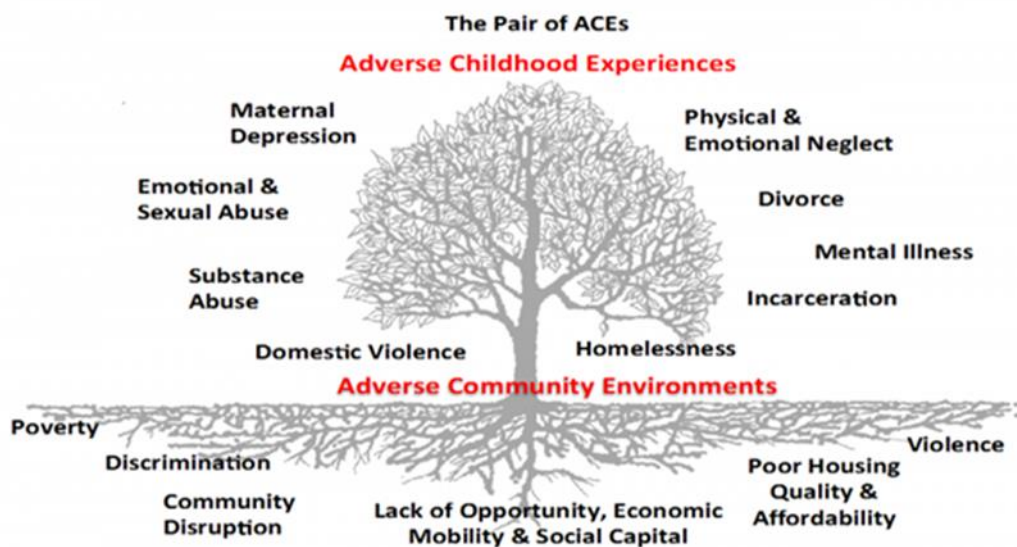 The Pair of ACEs
Adverse Childhood Experiences
Maternal
Depression
Physical &
Emotional Neglect
Emotional &
Sexual Abuse
Divorce
Mental Illness
Substance
Abuse
Incarceration
Domestic Violence
Homelessness
Adverse Community Environments
Poverty
Violence
Discrimination
Poor Housing
Quality &
Affordability
Community
Disruption
Lack of Opportunity, Economic
Mobility & Social Capital